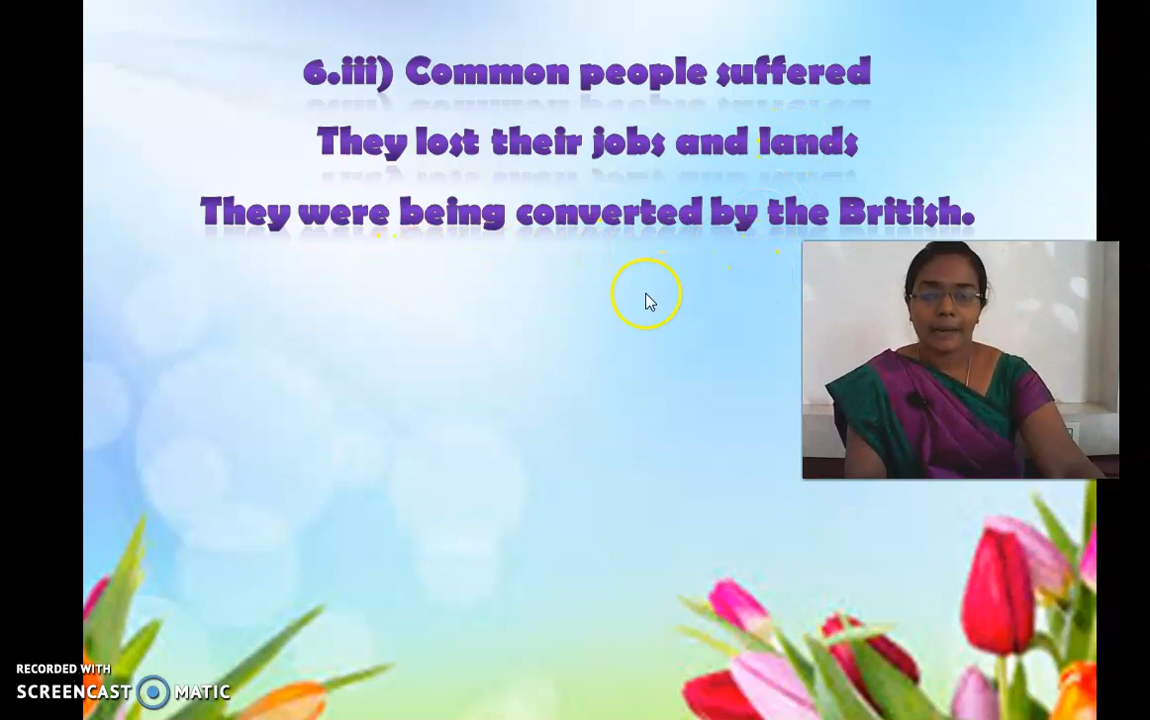 6.iii) Common people suffered
They lost their jobs and lands
They were being converted by the British.
RECORDED WITH
SCREENCAST MATIC